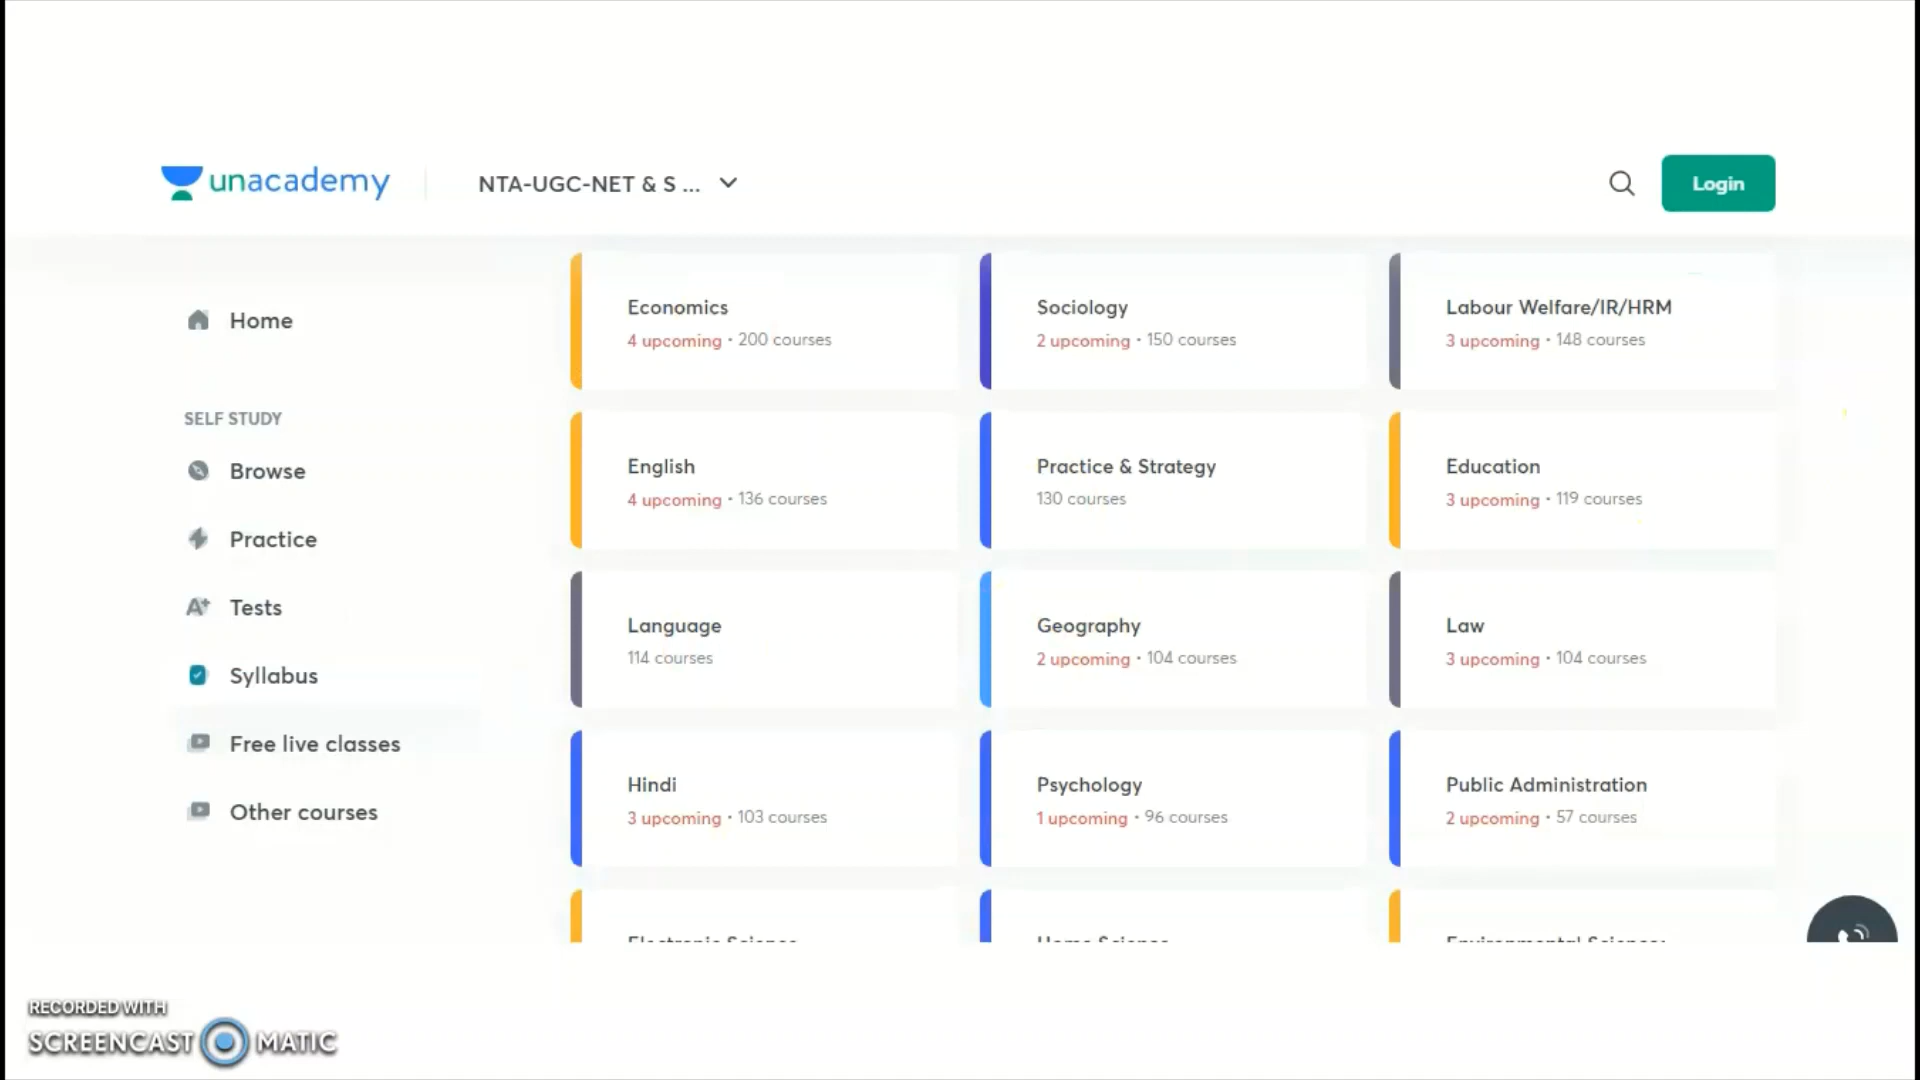 unacademy
NTA-UGC-NET & S ...
Login
Home
SELF STUDY
Browse
Practice
Tests
Syllabus
Free live classes
Other courses
Economics
4 upcoming • 200 courses
Sociology
2 upcoming • 150 courses
Labour Welfare/IR/HRM
3 upcoming • 148 courses
English
4 upcoming • 136 courses
Practice & Strategy
130 courses
Education
3 upcoming • 119 courses
Language
114 courses
Geography
2 upcoming • 104 courses
Law
3 upcoming • 104 courses
Hindi
3 upcoming • 103 courses
Psychology
1 upcoming • 96 courses
Public Administration
2 upcoming • 57 courses
Electronic Science
Home Science
RECORDED WITH
SCREENCAST MATIC